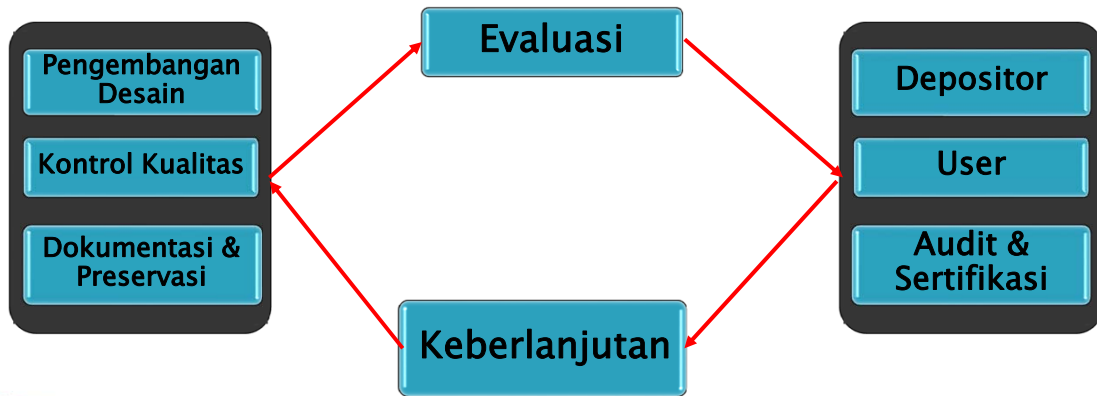 Pengembangan
Desain
Kontrol Kualitas
Dokumentasi &
Preservasi
Evaluasi
Keberlanjutan
Depositor
User
Audit &
Sertifikasi